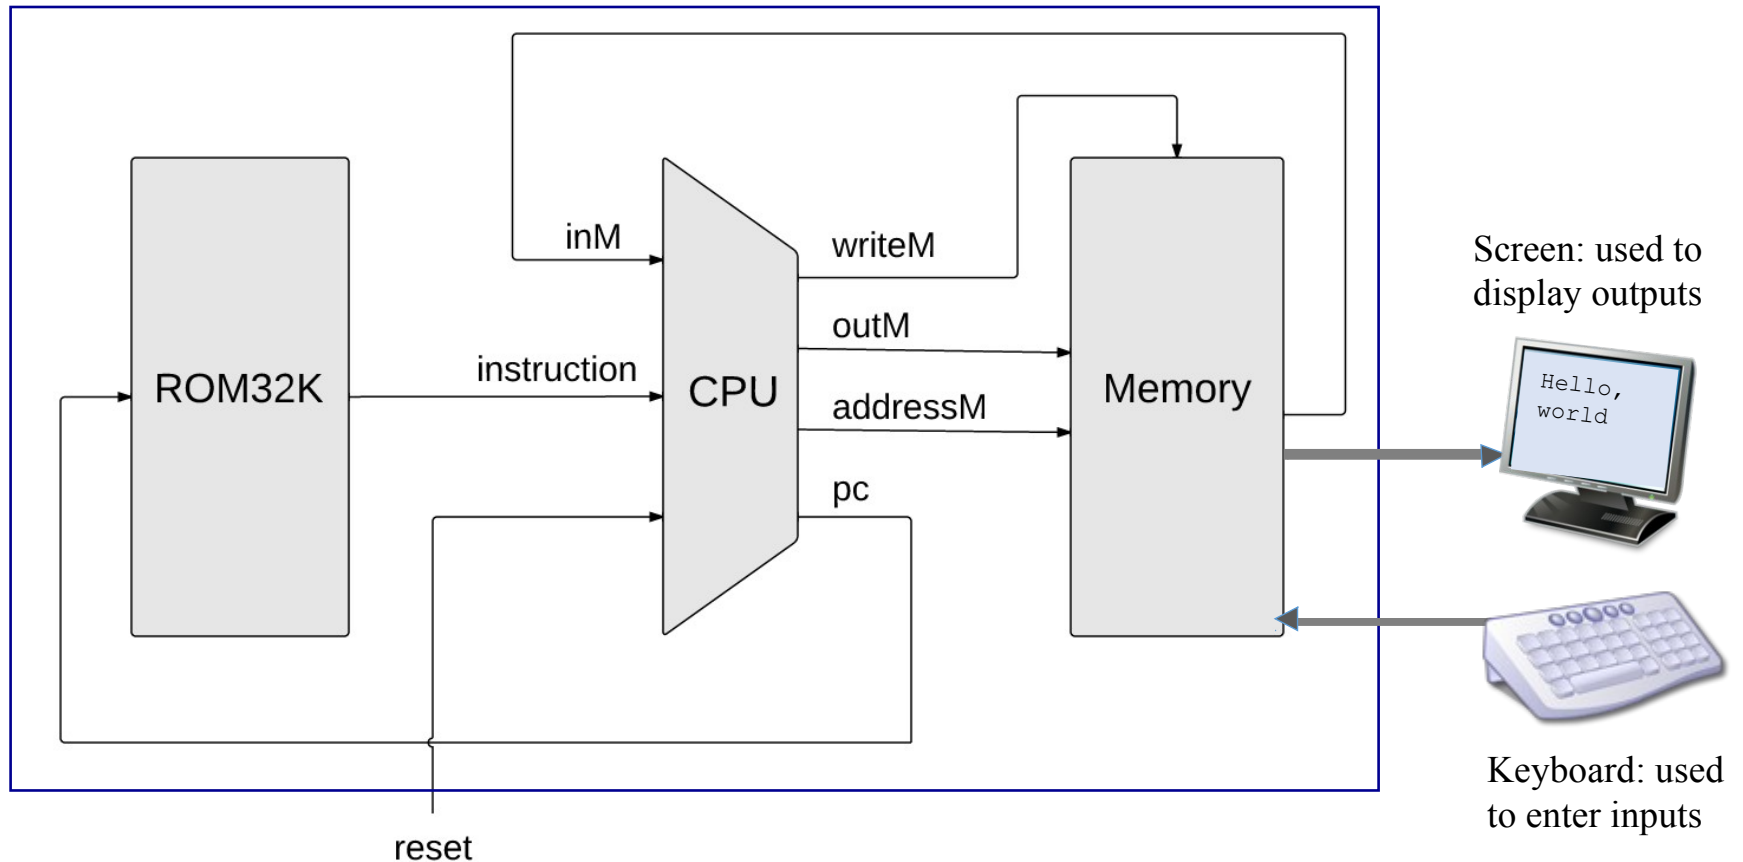 inM
writeM
outM
instruction
addressM
pc
ROM32K
CPU
Memory
reset
Screen: used to
display outputs
Hello,
world
Keyboard: used
to enter inputs